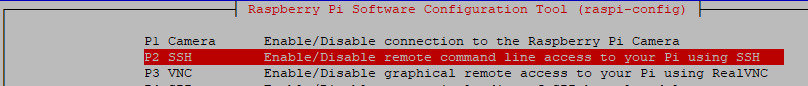 Raspberry Pi Software Configuration Tool (raspi-config)
P1 Camera Enable/Disable connection to the Raspberry Pi Camera
P2 SSH Enable/Disable remote command line access to your Pi using SSH
P3 VNC Enable/Disable graphical remote access to your Pi using RealVNC